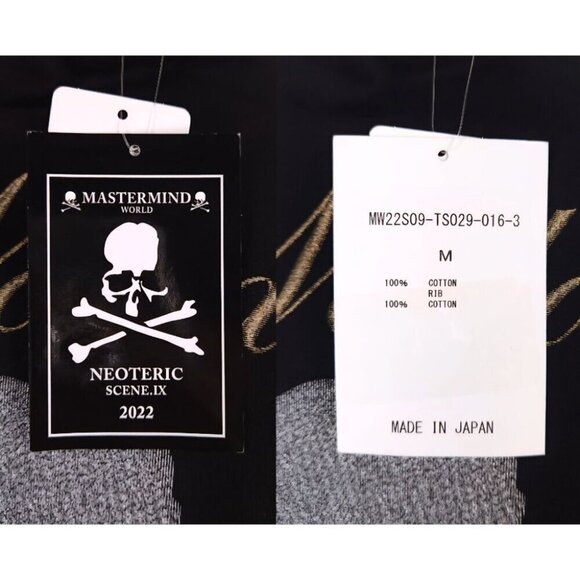 MASTERMIND
WORLD
NEOTERIC
SCENE.IX
2022
MW22S09-TS029-016-3
M
100% COTTON
RIB
100% COTTON
MADE IN JAPAN